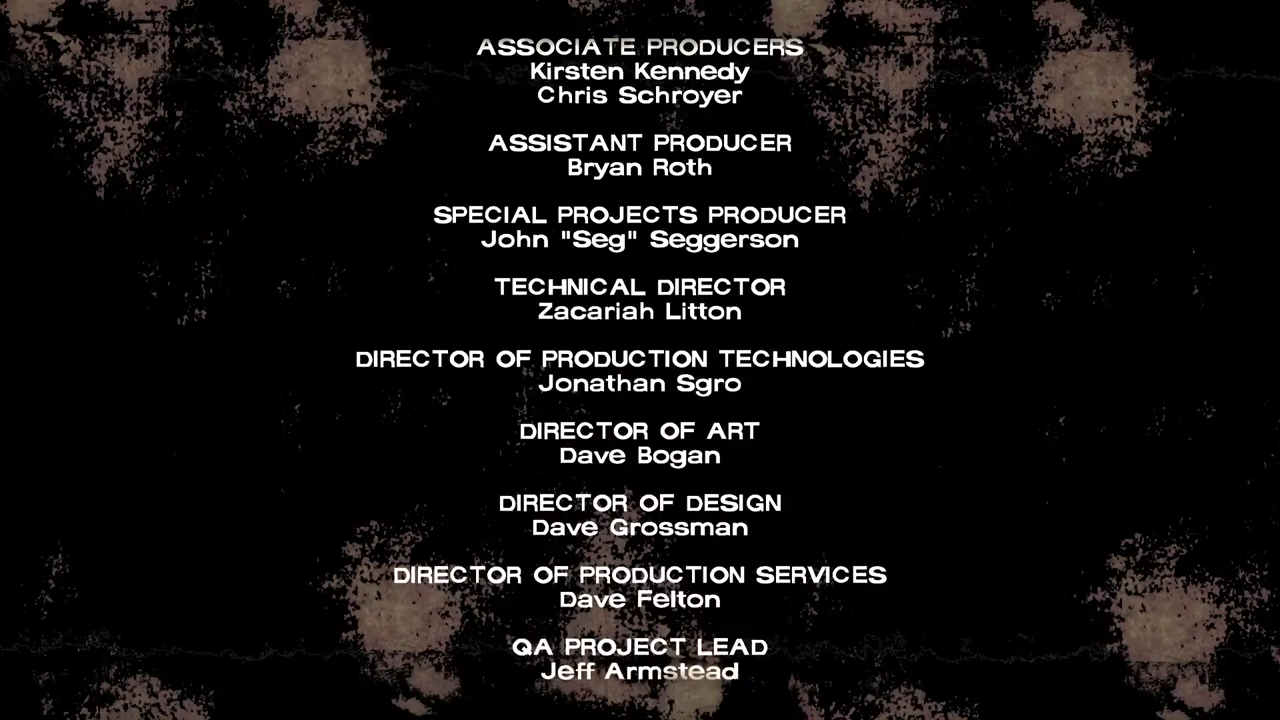 ASSOCIATE PRODUCERS
Kirsten Kennedy
Chris Schroyer
ASSISTANT PRODUCER
Bryan Roth
SPECIAL PROJECTS PRODUCER
John "Seg" Seggerson
TECHNICAL DIRECTOR
Zacariah Litton
DIRECTOR OF PRODUCTION TECHNOLOGIES
Jonathan Sgro
DIRECTOR OF ART
Dave Bogan
DIRECTOR OF DESIGN
Dave Grossman
DIRECTOR OF PRODUCTION SERVICES
Dave Felton
QA PROJECT LEAD
Jeff Armstead